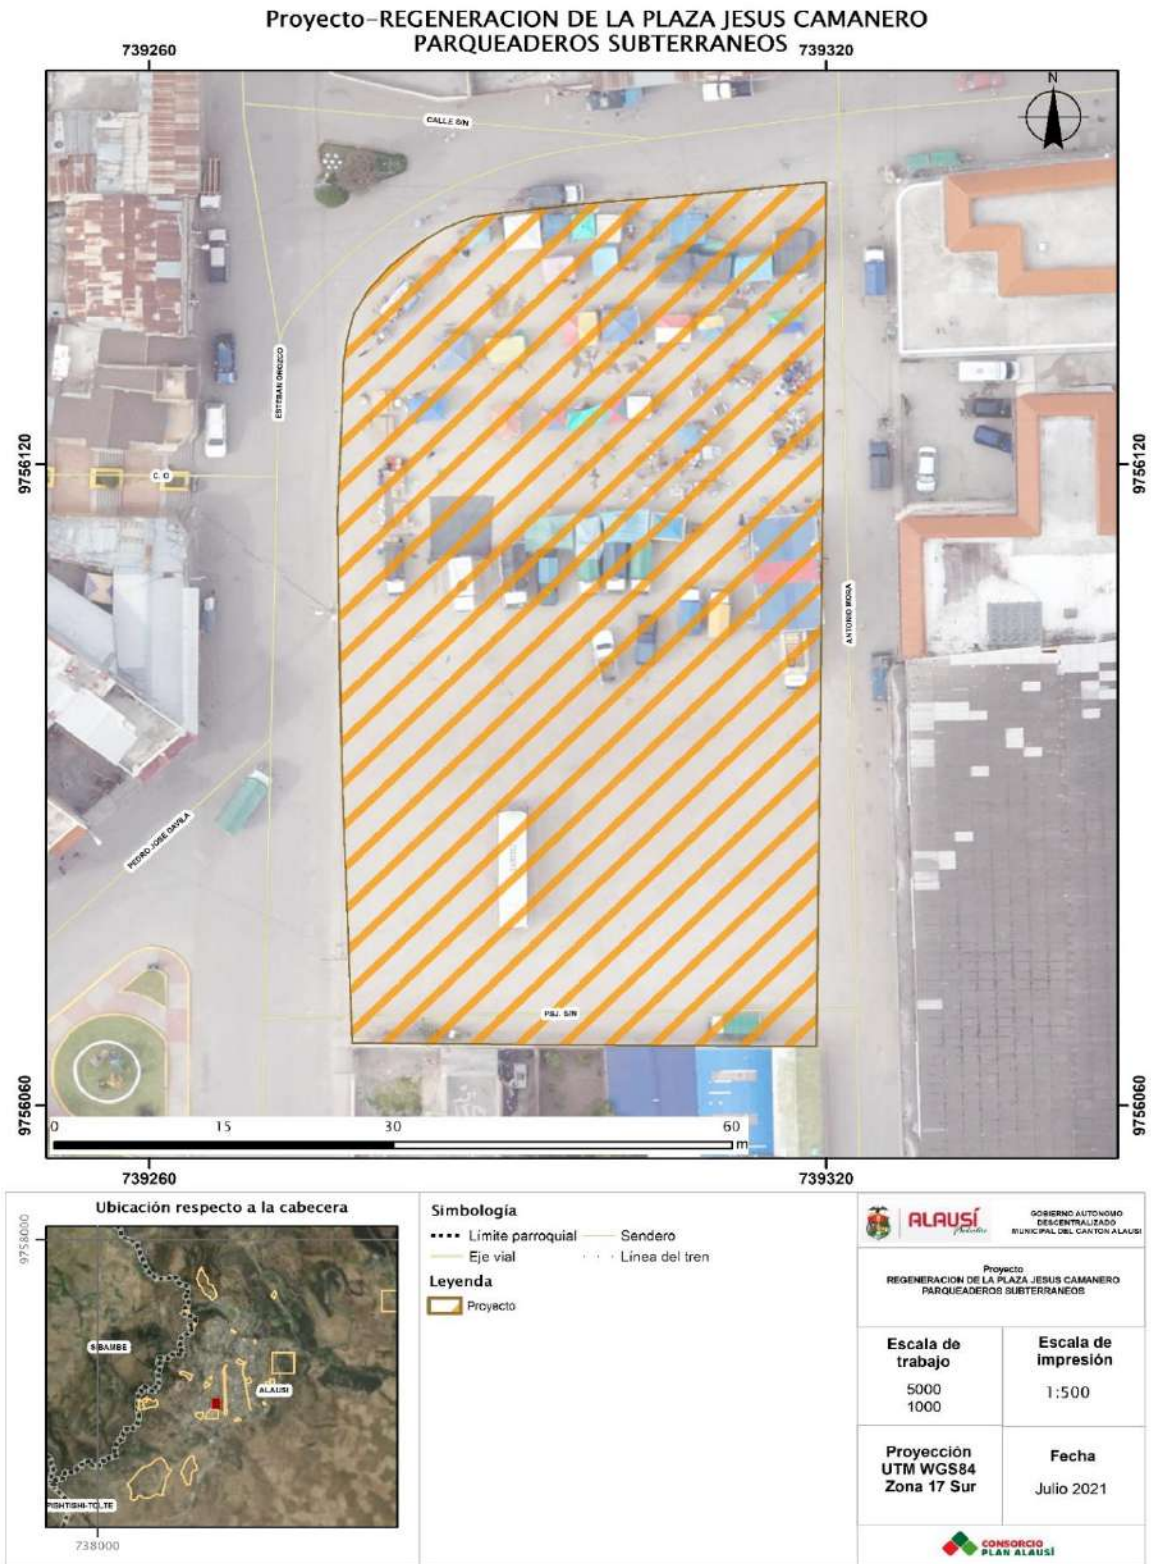 Proyecto-REGENERACION DE LA PLAZA JESUS CAMANERO
PARQUEADEROS SUBTERRANEOS
739260
739320
N
CALLE S/N
ESTEBAN OROZCO
9756120
9756120
C. O
ANTONIO MORA
PEDRO JOSE DAVILA
PSJ. S/N
9756060
9756060
0 15 30 60
m
739260
739320
Ubicación respecto a la cabecera
9758000
SIBAMBE
ALAUSI
PISHTISHI-TOLTE
738000
Simbología
Límite parroquial
Sendero
Eje vial
Línea del tren
Leyenda
Proyecto
ALAUSÍ
GOBIERNO AUTONOMO
DESCENTRALIZADO
MUNICIPAL DEL CANTON ALAUSI
Proyecto
REGENERACION DE LA PLAZA JESUS CAMANERO
PARQUEADEROS SUBTERRANEOS
Escala de
trabajo
5000
1000
Escala de
impresión
1:500
Proyección
UTM WGS84
Zona 17 Sur
Fecha
Julio 2021
CONSORCIO
PLAN ALAUSÍ